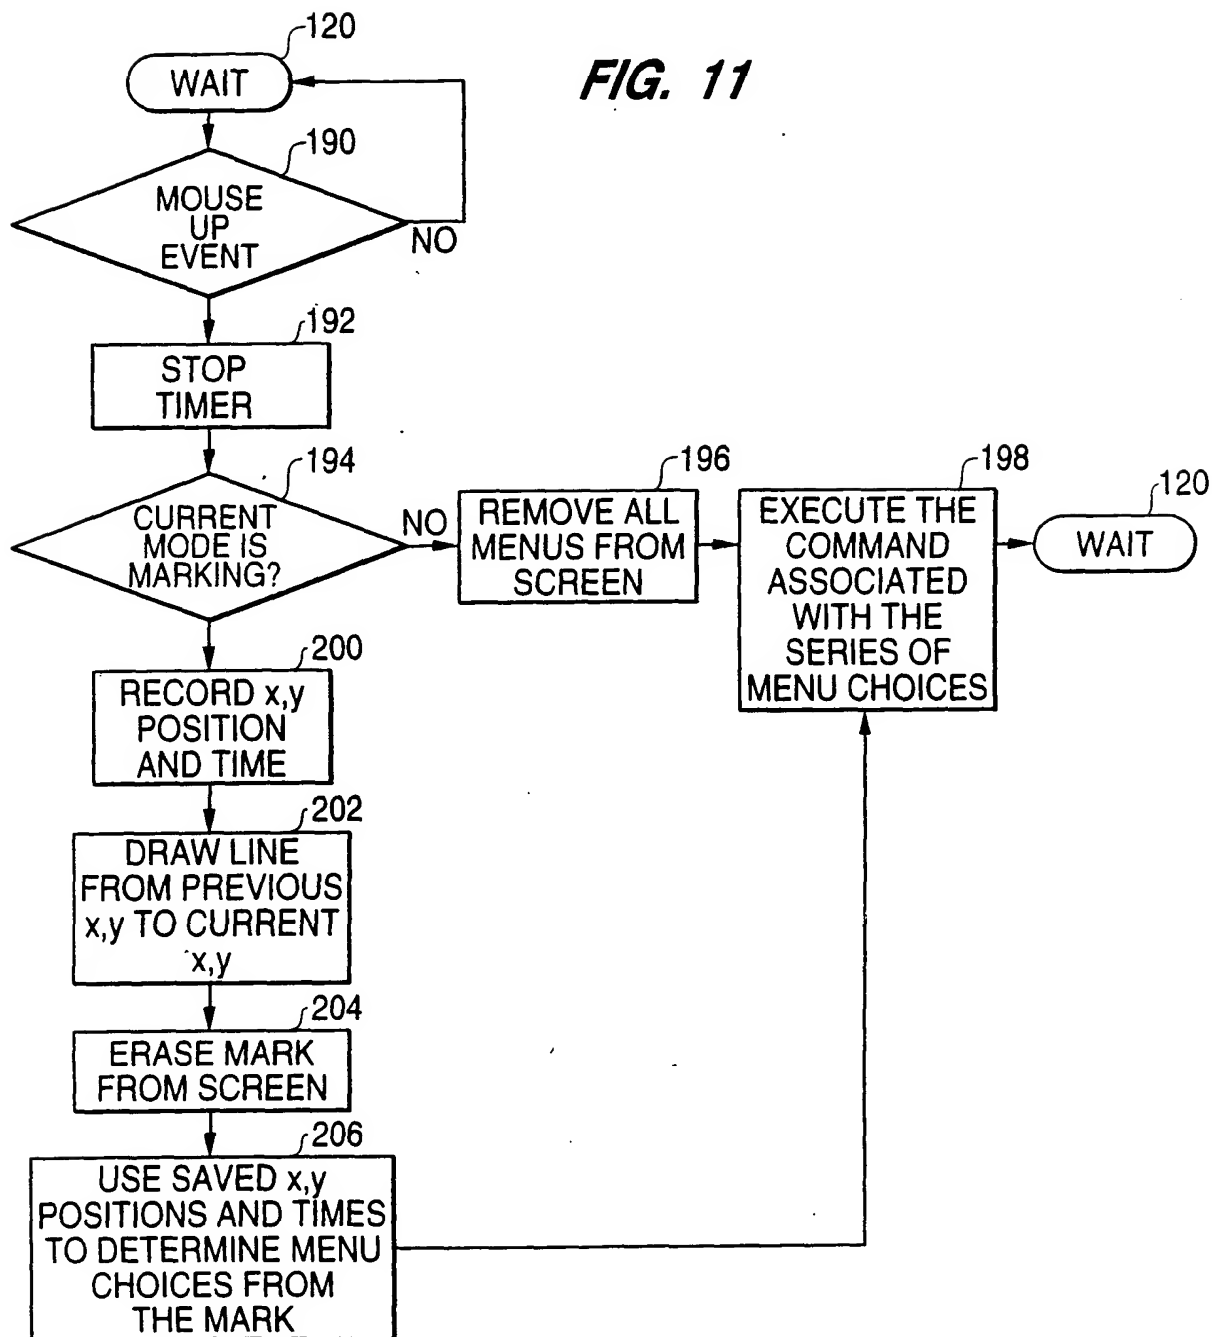 120
FIG. 11
WAIT
190
MOUSE
UP
EVENT
NO
192
STOP
TIMER
194
CURRENT
MODE IS
MARKING?
NO
196
REMOVE ALL
MENUS FROM
SCREEN
198
EXECUTE THE
COMMAND
ASSOCIATED
WITH THE
SERIES OF
MENU CHOICES
120
WAIT
200
RECORD x,y
POSITION
AND TIME
202
DRAW LINE
FROM PREVIOUS
x,y TO CURRENT
x,y
204
ERASE MARK
FROM SCREEN
206
USE SAVED x,y
POSITIONS AND TIMES
TO DETERMINE MENU
CHOICES FROM
THE MARK